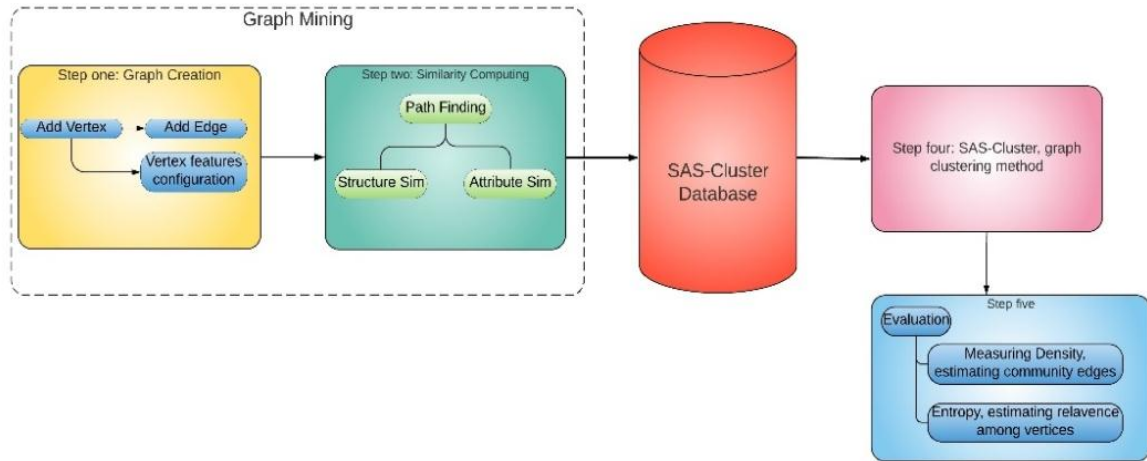 Graph Mining
Step one: Graph Creation
Add Vertex
Add Edge
Vertex features
configuration
Step two: Similarity Computing
Path Finding
Structure Sim
Attribute Sim
SAS-Cluster
Database
Step four: SAS-Cluster, graph
clustering method
Step five
Evaluation
Measuring Density,
estimating community edges
Entropy, estimating relavence
among vertices